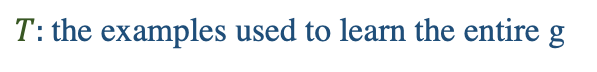 T: the examples used to learn the entire g